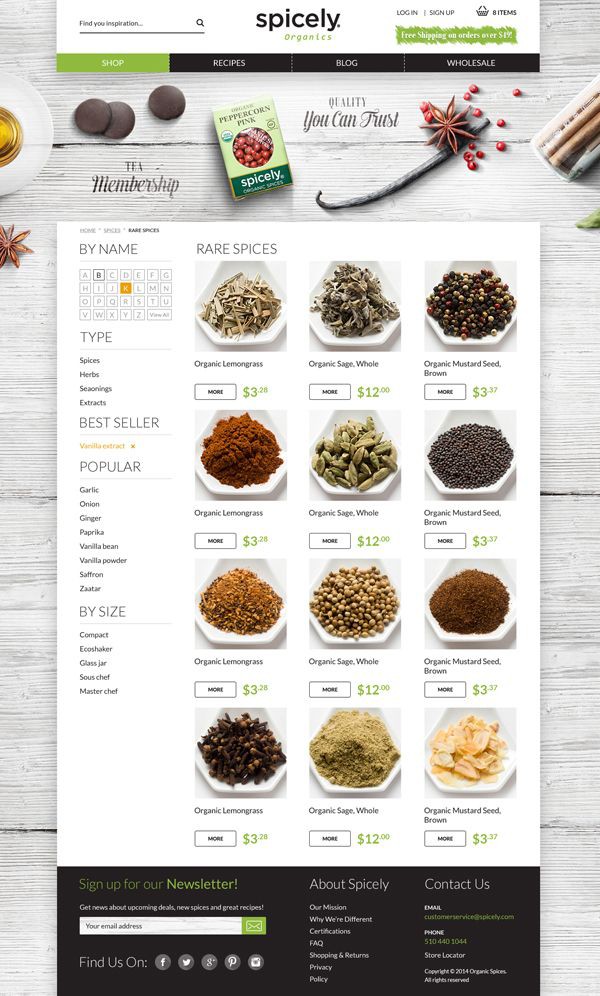 Find you inspiration...
spicely.
Organics
LOG IN | SIGN UP
8 ITEMS
Free Shipping on orders over $49!
SHOP
RECIPES
BLOG
WHOLESALE
ORGANIC
PEPPERCORN
PINK
spicely
ORGANIC SPICES
QUALITY
You Can Trust
TEA
Membership
HOME
SPICES
RARE SPICES
BY NAME
A B C D E F G
H I J K L M N
O P Q R S T U
V W X Y Z View All
TYPE
Spices
Herbs
Seaonings
Extracts
BEST SELLER
Vanilla extract ×
POPULAR
Garlic
Onion
Ginger
Paprika
Vanilla bean
Vanilla powder
Saffron
Zaatar
BY SIZE
Compact
Ecoshaker
Glass jar
Sous chef
Master chef
RARE SPICES
Organic Lemongrass
MORE $3.28
Organic Sage, Whole
MORE $12.00
Organic Mustard Seed,
Brown
MORE $3.37
Organic Lemongrass
MORE $3.28
Organic Sage, Whole
MORE $12.00
Organic Mustard Seed,
Brown
MORE $3.37
Organic Lemongrass
MORE $3.28
Organic Sage, Whole
MORE $12.00
Organic Mustard Seed,
Brown
MORE $3.37
Organic Lemongrass
MORE $3.28
Organic Sage, Whole
MORE $12.00
Organic Mustard Seed,
Brown
MORE $3.37
Sign up for our Newsletter!
Get news about upcoming deals, new spices and great recipes!
Your email address
Find Us On:
About Spicely
Our Mission
Why We're Different
Certifications
FAQ
Shopping & Returns
Privacy
Policy
Contact Us
EMAIL
customerservice@spicely.com
PHONE
510 440 1044
Store Locator
Copyright © 2014 Organic Spices.
All rights reserved